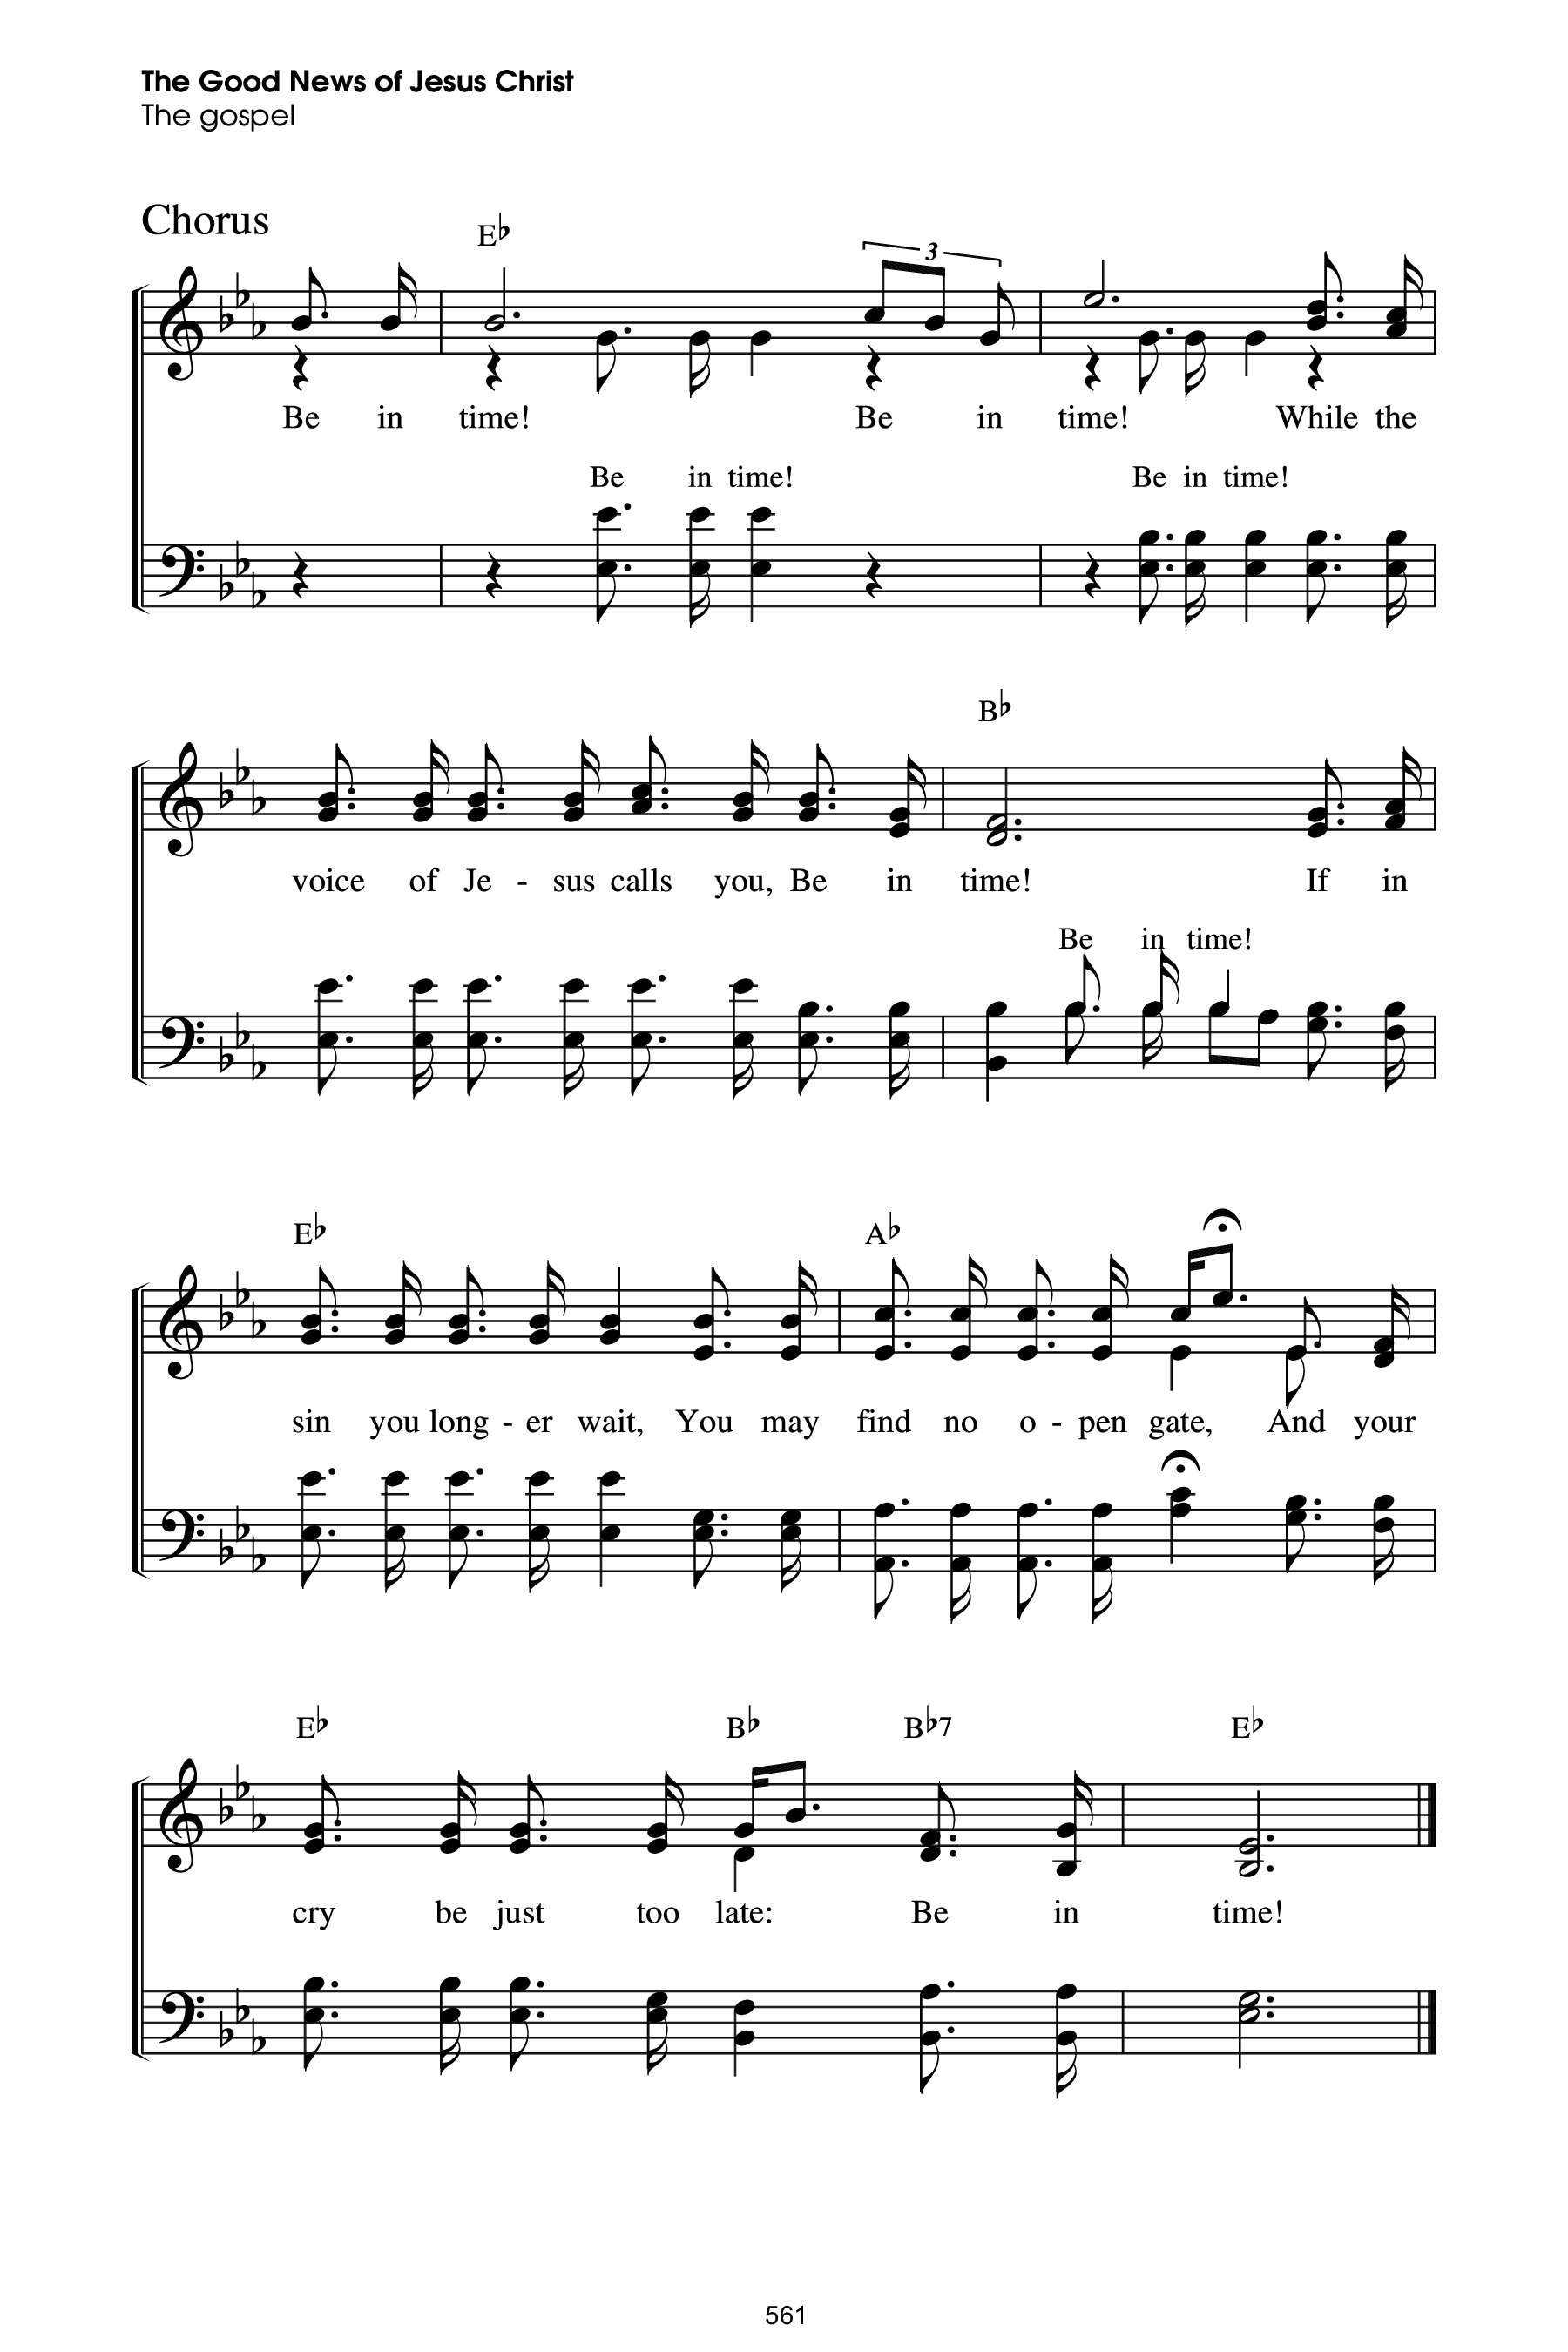 The Good News of Jesus Christ
The gospel
Chorus
E♭
3
Be in time! Be in time! While the
Be in time! Be in time!
B♭
voice of Je - sus calls you, Be in time! If in
Be in time!
E♭ A♭
sin you long - er wait, You may find no o - pen gate, And your
E♭ B♭ B♭7 E♭
cry be just too late: Be in time!
561